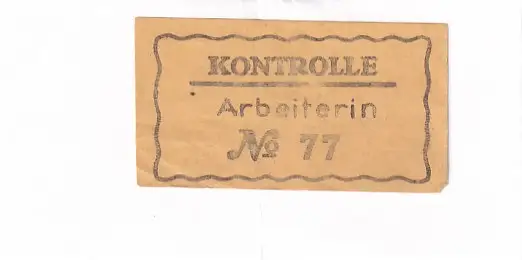 KONTROLLE
Arbeiterin
№ 77